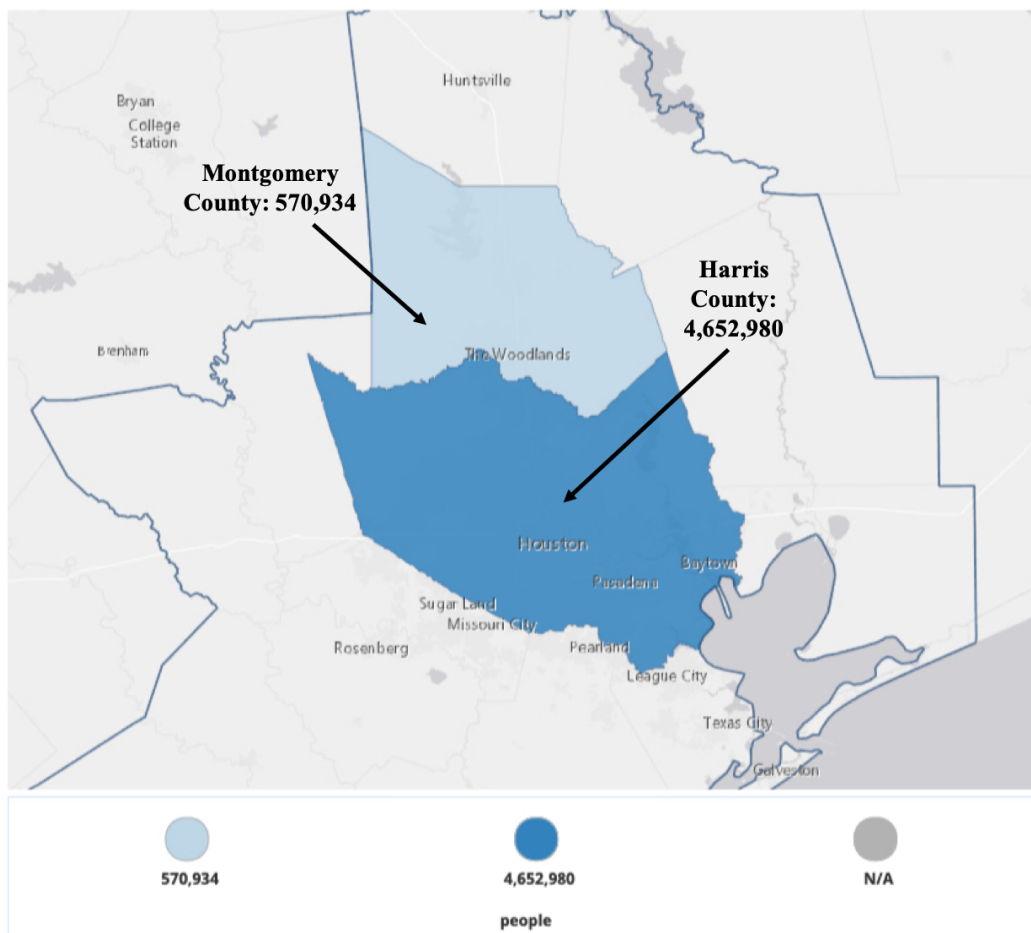 Huntsville
Bryan
College
Station
Montgomery
County: 570,934
Harris
County:
4,652,980
Brenham
The Woodlands
Houston
Baytown
Pasadena
Sugar Land
Missouri City
Rosenberg
Pearland
League City
Texas City
Galveston
570,934
4,652,980
N/A
people